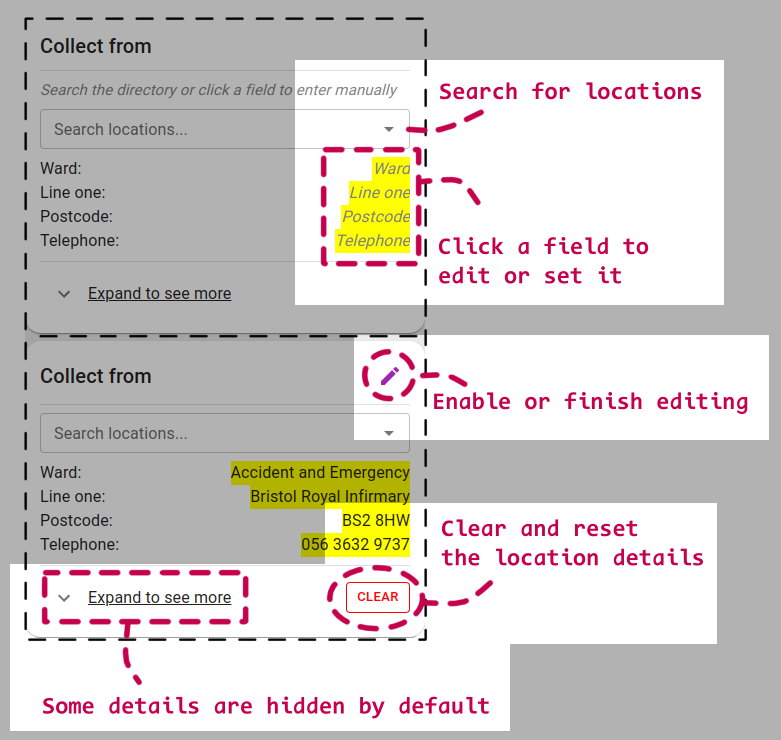 Collect from
Search the directory or click a field to enter manually
Search locations...
Search for locations
Ward: Ward
Line one: Line one
Postcode: Postcode
Telephone: Telephone
Click a field to
edit or set it
Expand to see more
Collect from
Enable or finish editing
Search locations...
Ward: Accident and Emergency
Line one: Bristol Royal Infirmary
Postcode: BS2 8HW
Telephone: 056 3632 9737
Clear and reset
the location details
Expand to see more
CLEAR
Some details are hidden by default